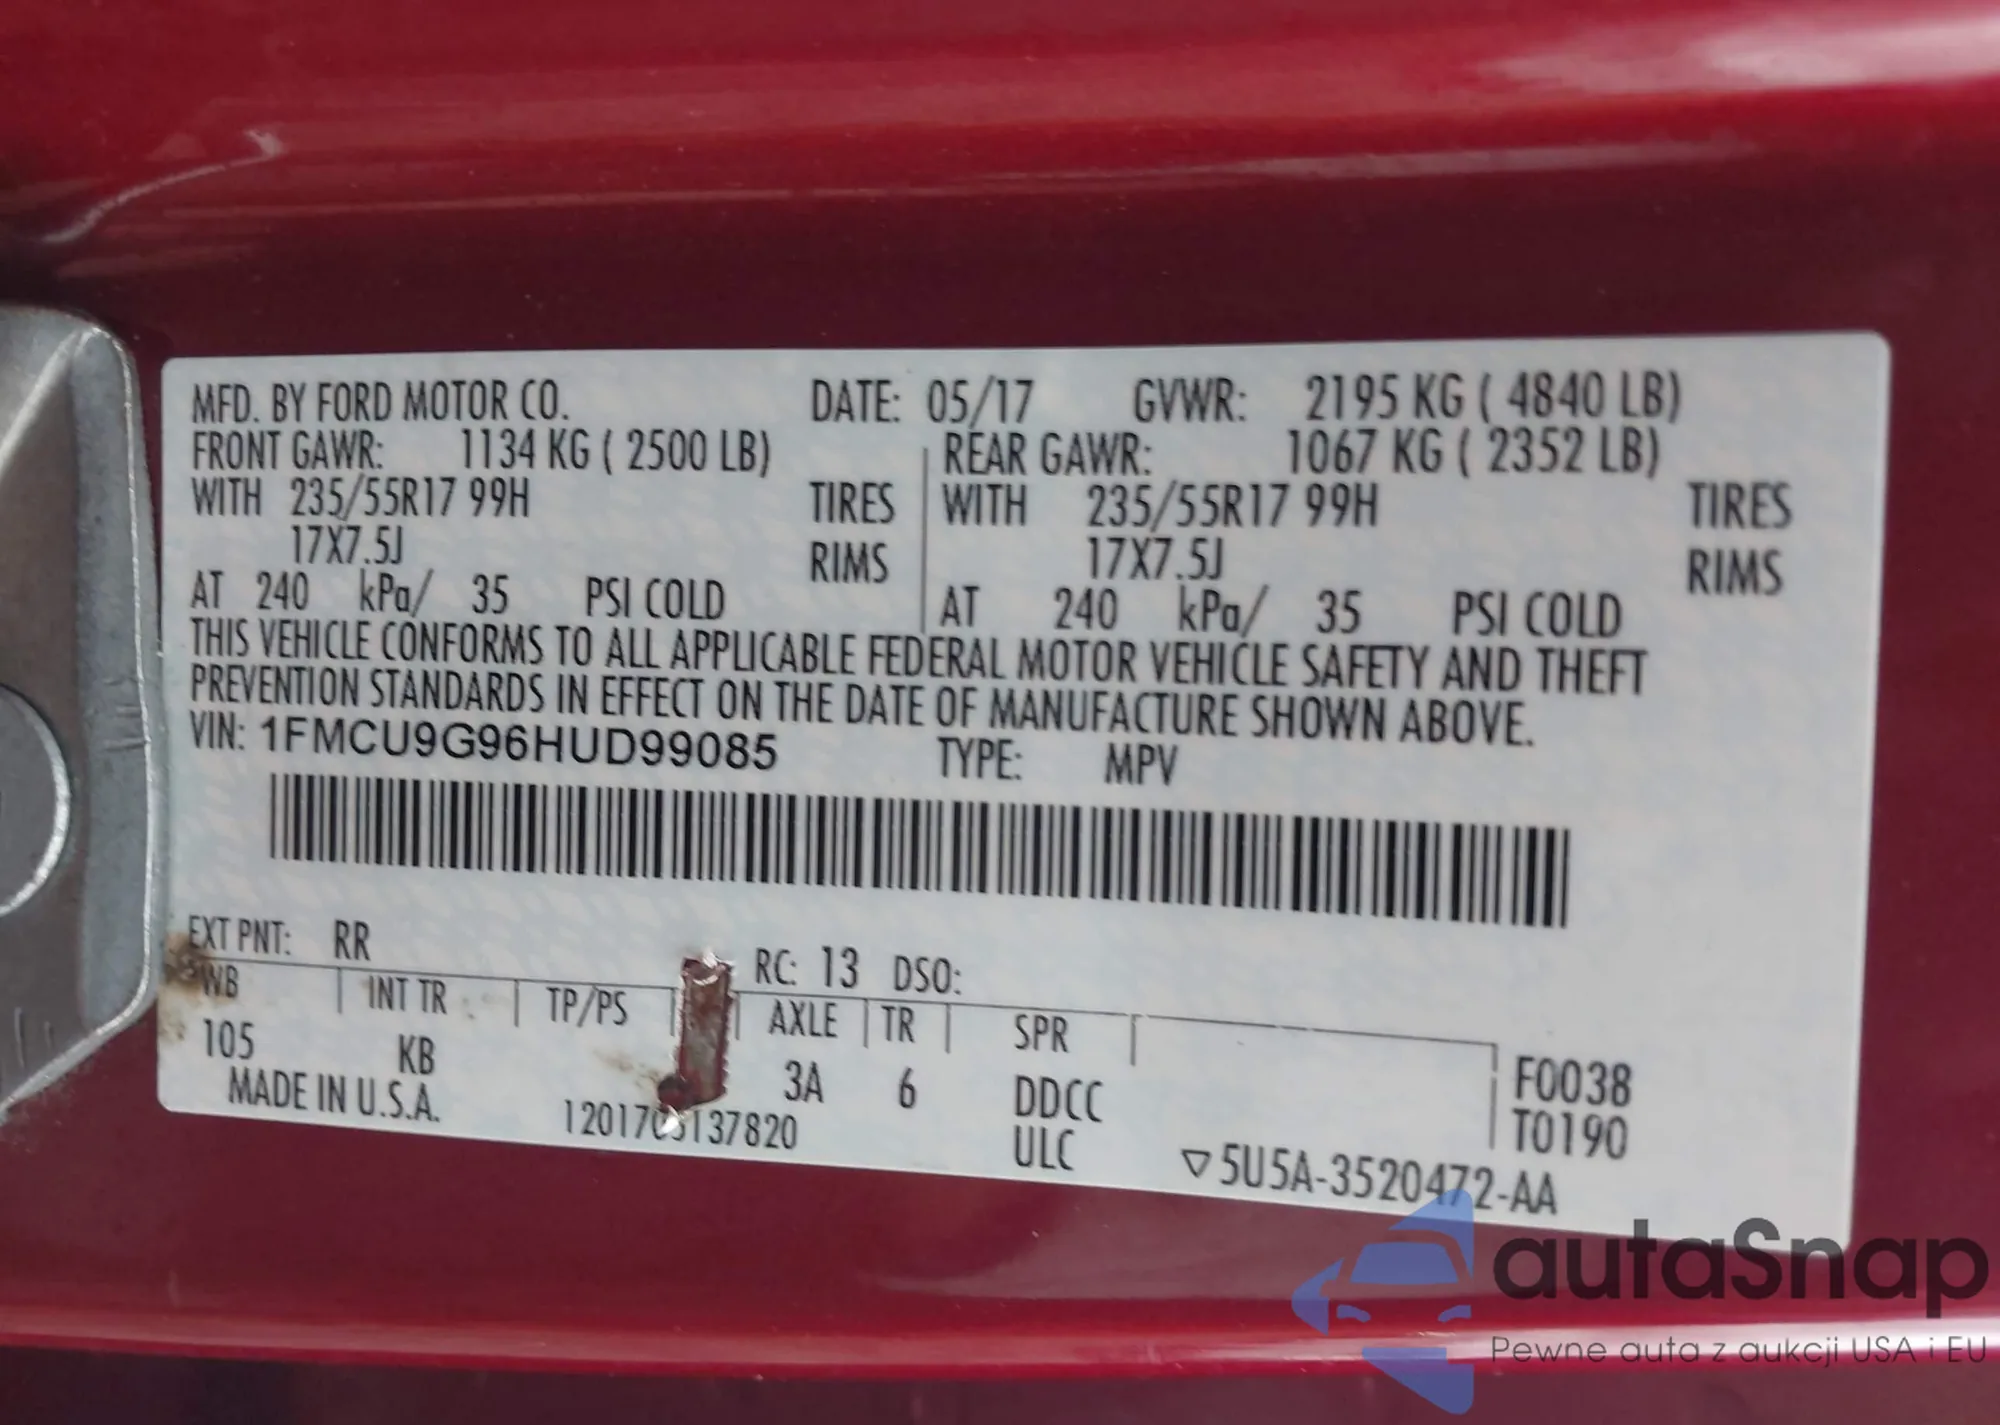 MFD. BY FORD MOTOR CO. DATE: 05/17 GVWR: 2195 KG ( 4840 LB)
FRONT GAWR: 1134 KG ( 2500 LB) REAR GAWR: 1067 KG ( 2352 LB)
WITH 235/55R17 99H TIRES WITH 235/55R17 99H TIRES
17X7.5J RIMS 17X7.5J RIMS
AT 240 kPa/ 35 PSI COLD AT 240 kPa/ 35 PSI COLD
THIS VEHICLE CONFORMS TO ALL APPLICABLE FEDERAL MOTOR VEHICLE SAFETY AND THEFT
PREVENTION STANDARDS IN EFFECT ON THE DATE OF MANUFACTURE SHOWN ABOVE.
VIN: 1FMCU9G96HUD99085 TYPE: MPV
EXT PNT: RR RC: 13 DSO:
WB INT TR TP/PS AXLE TR SPR
105 KB 3A 6 DDCC F0038
MADE IN U.S.A. ULC T0190
▽5U5A-3520472-AA
autaSnap
Pewne auta z aukcji USA i EU